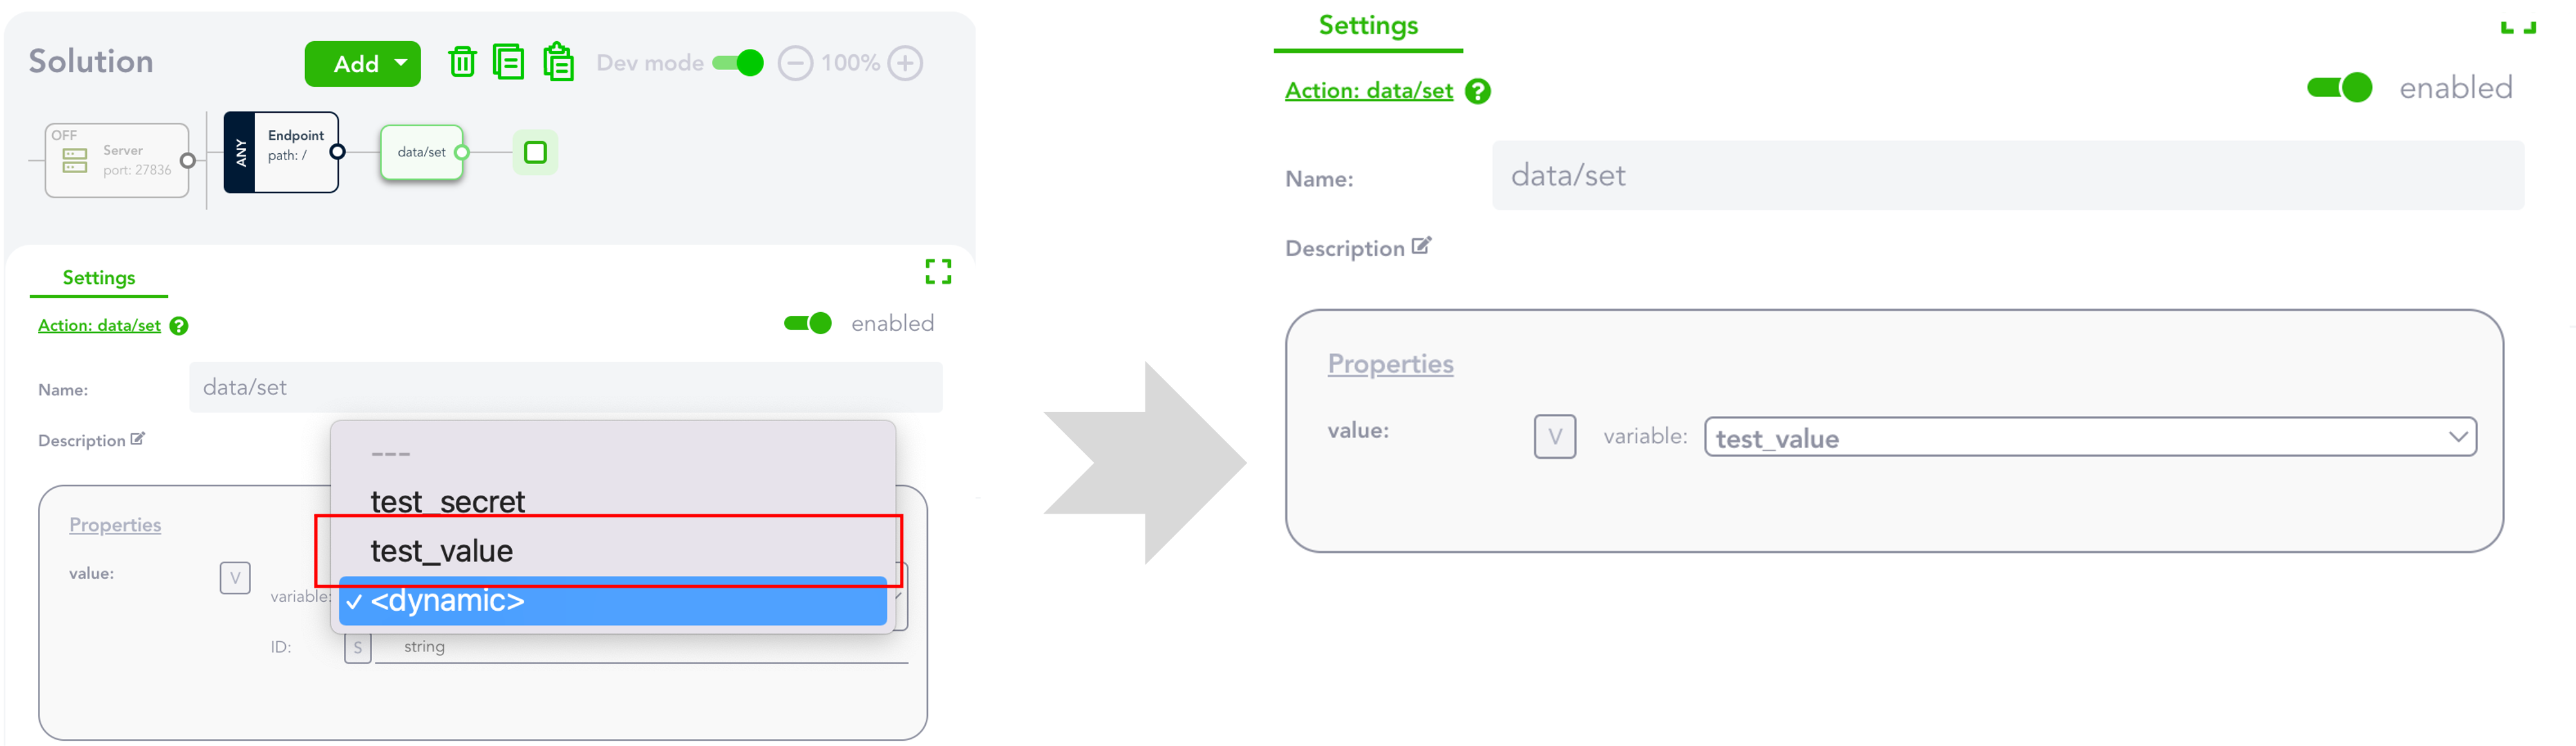 Solution
Add
Dev mode
100%
OFF
Server
port: 27836
ANY
Endpoint
path: /
data/set
Settings
Action: data/set ?
enabled
Name:
data/set
Description
---
test_secret
test_value
✓ <dynamic>
Properties
value:
V
variable:
ID:
S
string
Settings
Action: data/set ?
enabled
Name:
data/set
Description
Properties
value:
V
variable:
test_value